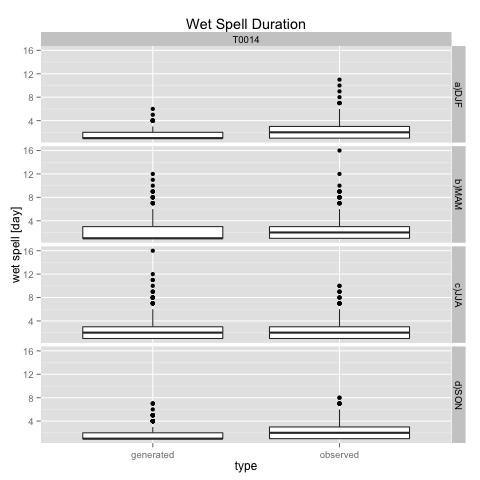 Wet Spell Duration
T0014
wet spell [day]
16
12
8
4
a)DJF
16
12
8
4
b)MAM
16
12
8
4
c)JJA
16
12
8
4
d)SON
generated observed
type